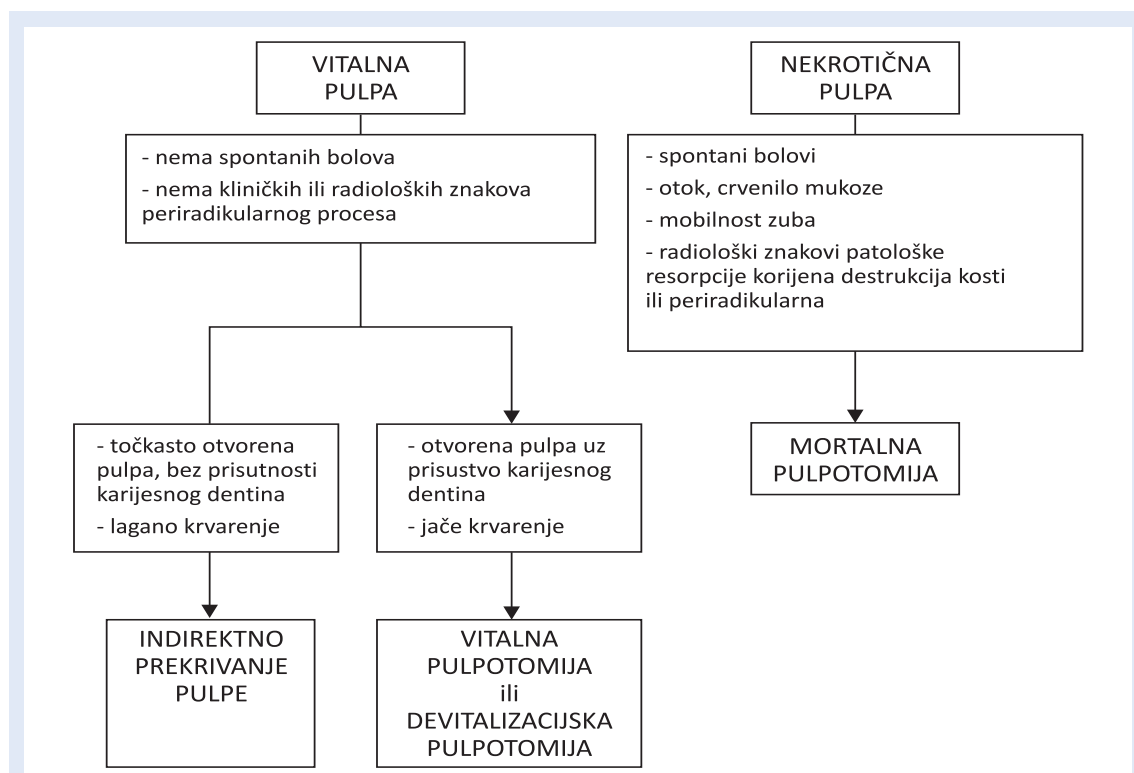 VITALNA
PULPA
- nema spontanih bolova
- nema kliničkih ili radioloških znakova
periradikularnog procesa
NEKROTIČNA
PULPA
- spontani bolovi
- otok, crvenilo mukoze
- mobilnost zuba
- radiološki znakovi patološke
resorpcije korijena destrukcija kosti
ili periradikularna
- točkasto otvorena
pulpa, bez prisutnosti
karijesnog dentina
- lagano krvarenje
- otvorena pulpa uz
prisustvo karijesnog
dentina
- jače krvarenje
MORTALNA
PULPOTOMIJA
INDIREKTNO
PREKRIVANJE
PULPE
VITALNA
PULPOTOMIJA
ili
DEVITALIZACIJSKA
PULPOTOMIJA